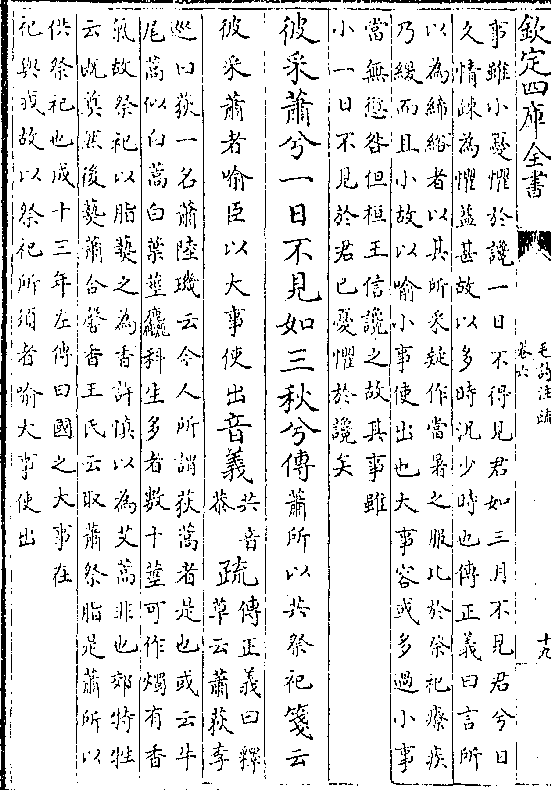 欽定四庫全書
毛詩注疏
卷六
十九
事雖小憂懼於讒一日不得見君如三月不見君兮日
久情疎為懼益甚故以多時況少時也傳正義曰言所
以為絺綌者以其所采疑作當暑之服比於祭祀療疾
乃緩而且小故以喻小事使出也大事容或多過小事
當無愆咎但桓王信讒之故其事雖
小一日不見於君已憂懼於讒矣
彼采蕭兮一日不見如三秋兮傳蕭所以共祭祀箋云
彼采蕭者喻臣以大事使出音義共音
恭
疏傳正義曰釋
草云蕭荻李
巡曰荻一名蕭陸璣云今人所謂荻蒿者是也或云牛
尾蒿似白蒿白葉莖麤科生多者數十莖可作燭有香
氣故祭祀以脂爇之為香許慎以為艾蒿非也郊特牲
云既奠然後爇蕭合馨香王氏云取蕭祭脂是蕭所以
供祭祀也成十三年左傳曰國之大事在
祀與戎故以祭祀所須者喻大事使出